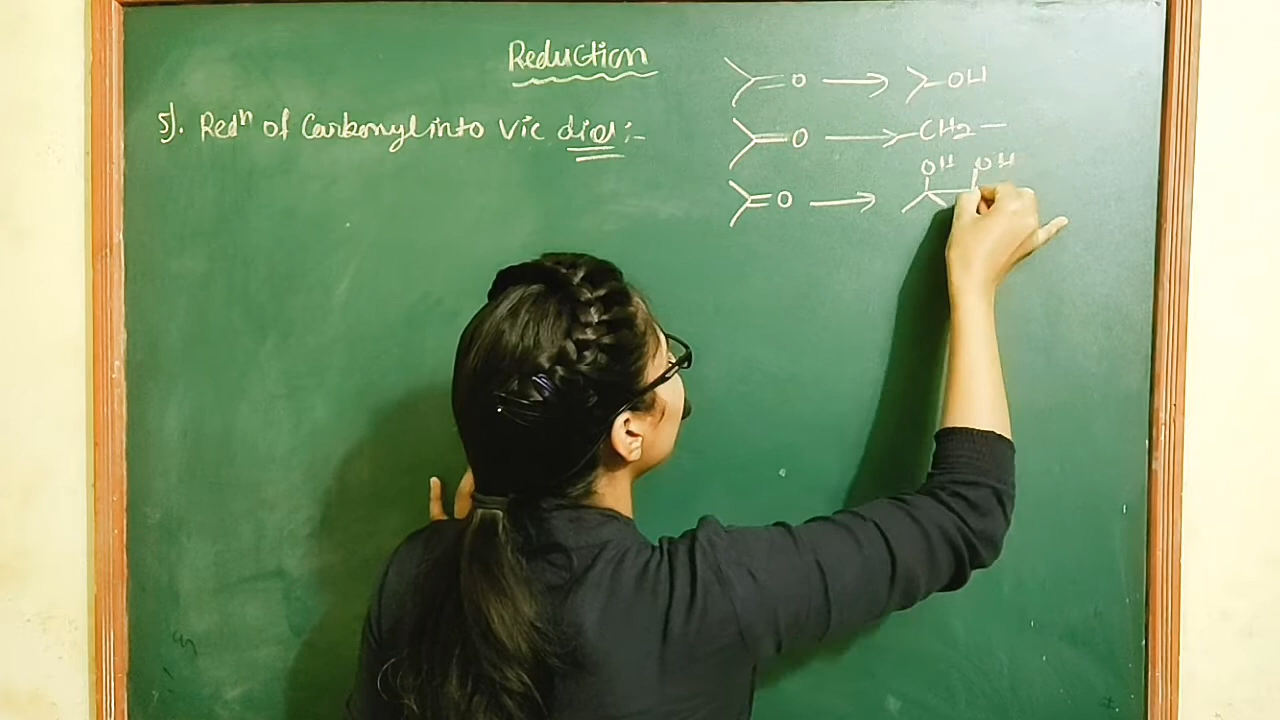 Reduction
5). Redⁿ of Carbonyl into vic diol :-
=O → -OH
=O → -CH2-
OH OH
=O →